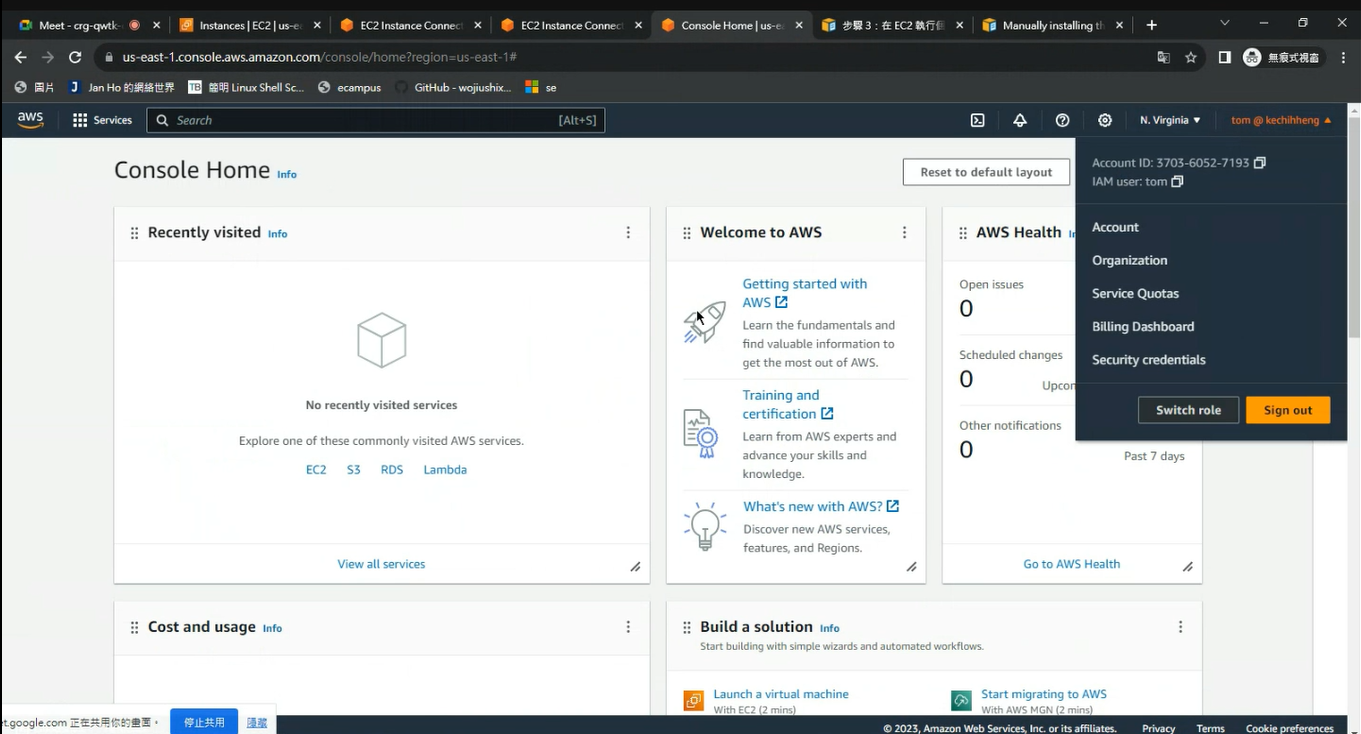 Meet - crg-qwtk-
Instances | EC2 | us-e
EC2 Instance Connect
EC2 Instance Connect
Console Home | us-e
步驟 3：在 EC2 執行個
Manually installing th
us-east-1.console.aws.amazon.com/console/home?region=us-east-1#
無痕式視窗
圖片
J Jan Ho 的網絡世界
TB 簡明 Linux Shell Sc...
ecampus
GitHub - wojiushix...
se
aws
Services
Search
[Alt+S]
N. Virginia
tom @ kechihheng
Account ID: 3703-6052-7193
IAM user: tom
Account
Organization
Service Quotas
Billing Dashboard
Security credentials
Switch role
Sign out
Console Home Info
Reset to default layout
Recently visited Info
No recently visited services
Explore one of these commonly visited AWS services.
EC2 S3 RDS Lambda
View all services
Welcome to AWS
Getting started with
AWS
Learn the fundamentals and
find valuable information to
get the most out of AWS.
Training and
certification
Learn from AWS experts and
advance your skills and
knowledge.
What's new with AWS?
Discover new AWS services,
features, and Regions.
AWS Health
Open issues
0
Scheduled changes
0
Upcon
Other notifications
0
Past 7 days
Go to AWS Health
Cost and usage Info
Build a solution Info
Start building with simple wizards and automated workflows.
Launch a virtual machine
With EC2 (2 mins)
Start migrating to AWS
With AWS MGN (2 mins)
et.google.com 正在共用你的畫面。
停止共用
隱藏
© 2023, Amazon Web Services, Inc. or its affiliates.
Privacy
Terms
Cookie preferences